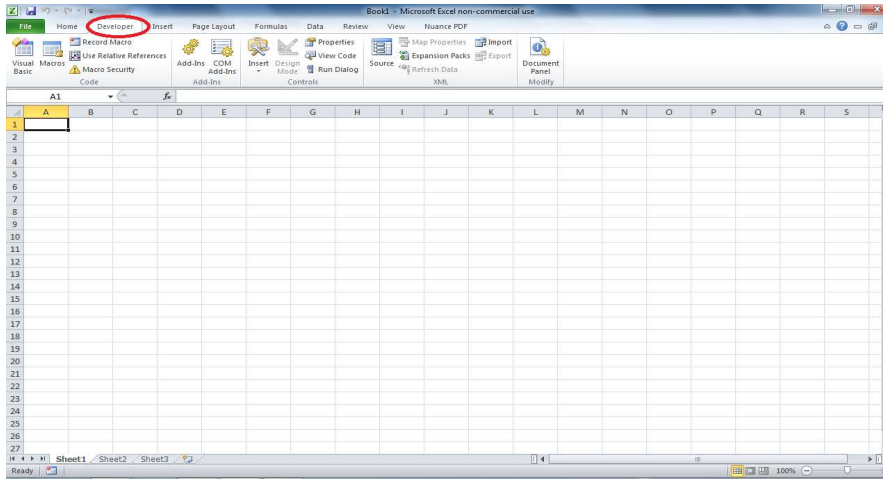 Book1 - Microsoft Excel non-commercial use
File Home Developer Insert Page Layout Formulas Data Review View Nuance PDF
Visual Basic
Macros
Record Macro
Use Relative References
Macro Security
Code
Add-Ins
COM Add-Ins
Add-Ins
Insert
Design Mode
Properties
View Code
Run Dialog
Controls
Source
Map Properties
Expansion Packs
Refresh Data
Import
Export
XML
Document Panel
Modify
A1 fx
A B C D E F G H I J K L M N O P Q R S
1
2
3
4
5
6
7
8
9
10
11
12
13
14
15
16
17
18
19
20
21
22
23
24
25
26
27
Sheet1 Sheet2 Sheet3
Ready 100%